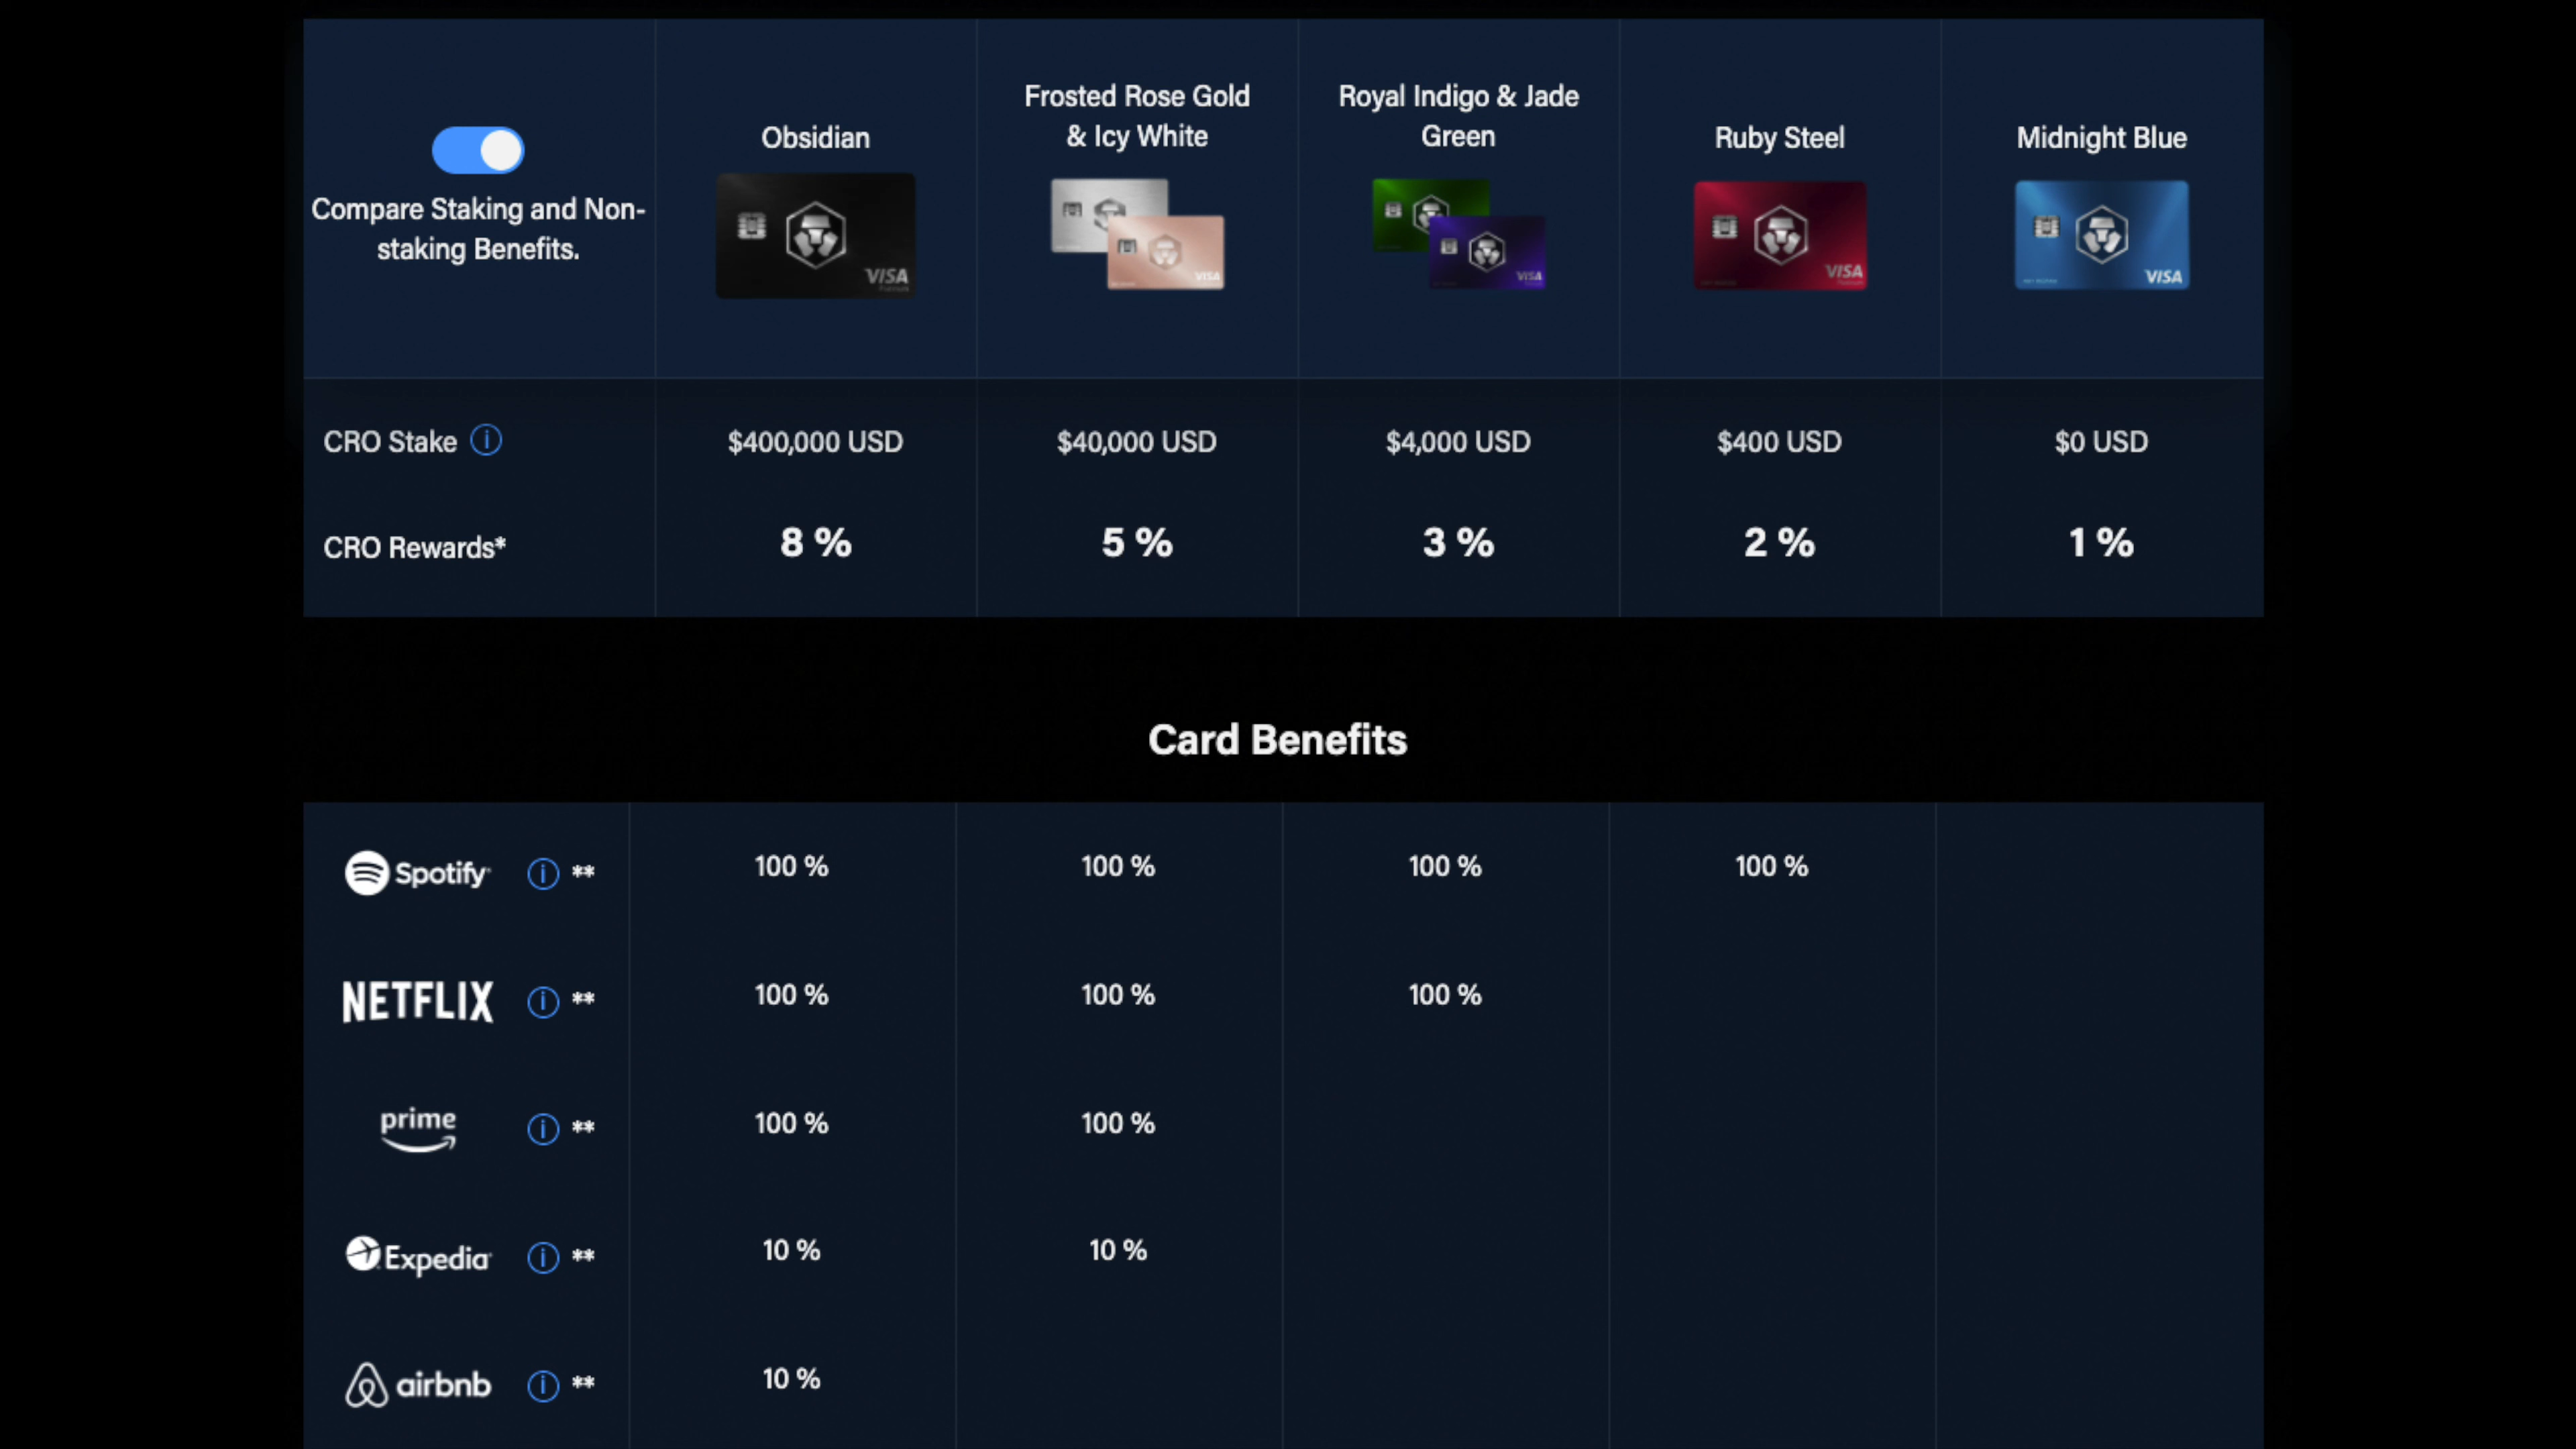 Compare Staking and Non-
staking Benefits.
Obsidian
VISA
Platinum
Frosted Rose Gold
& Icy White
VISA
Royal Indigo & Jade
Green
VISA
Ruby Steel
VISA
Platinum
Midnight Blue
VISA
CRO Stake $400,000 USD $40,000 USD $4,000 USD $400 USD $0 USD
CRO Rewards* 8 % 5 % 3 % 2 % 1 %
Card Benefits
Spotify ** 100 % 100 % 100 % 100 %
NETFLIX ** 100 % 100 % 100 %
prime ** 100 % 100 %
Expedia ** 10 % 10 %
airbnb ** 10 %